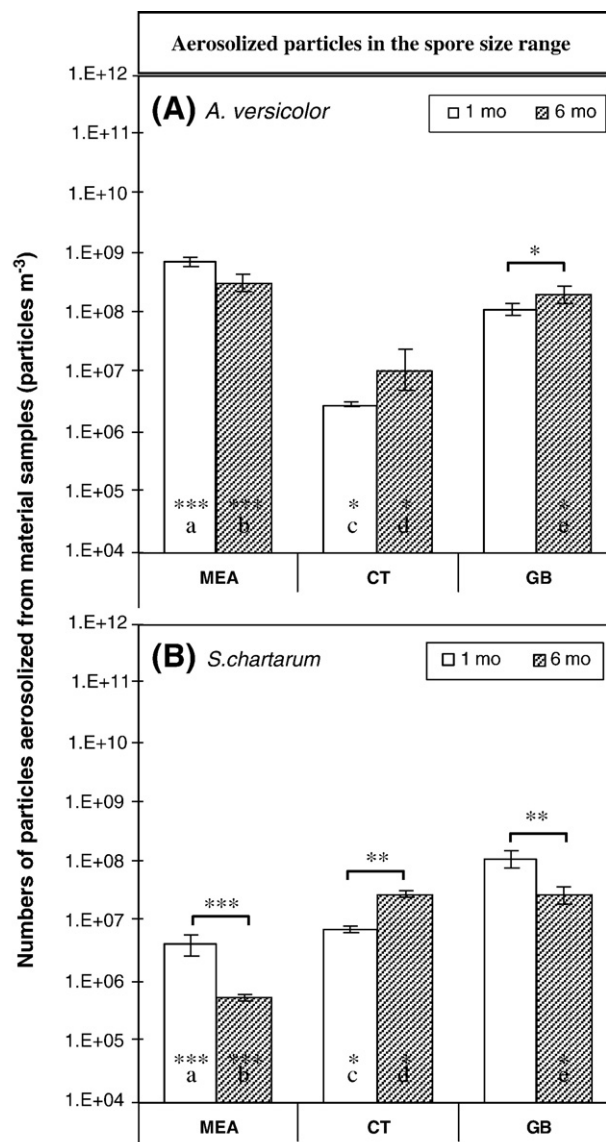 Aerosolized particles in the spore size range
Numbers of particles aerosolized from material samples (particles m⁻³)
(A) A. versicolor
1 mo 6 mo
1.E+12
1.E+11
1.E+10
1.E+09
1.E+08
1.E+07
1.E+06
1.E+05
1.E+04
*
*** *** * * *
a b c d e
MEA CT GB
(B) S.chartarum
1 mo 6 mo
1.E+12
1.E+11
1.E+10
1.E+09
1.E+08
1.E+07
1.E+06
1.E+05
1.E+04
*** ** **
*** *** * * *
a b c d e
MEA CT GB